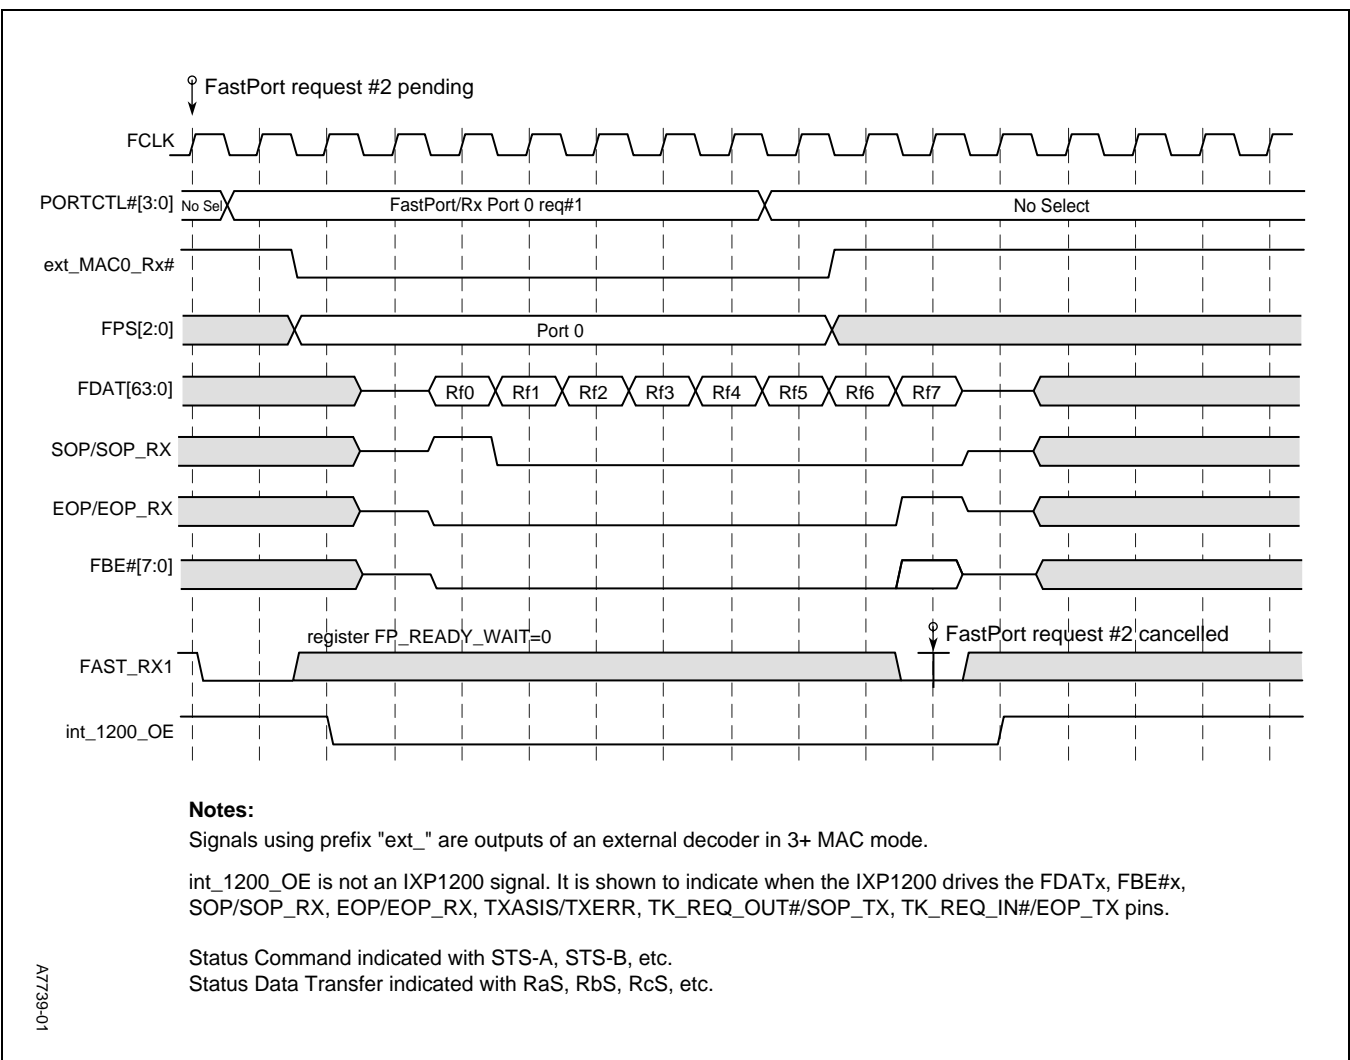 FastPort request #2 pending
FCLK
PORTCTL#[3:0] No Sel FastPort/Rx Port 0 req#1 No Select
ext_MAC0_Rx#
FPS[2:0] Port 0
FDAT[63:0] Rf0 Rf1 Rf2 Rf3 Rf4 Rf5 Rf6 Rf7
SOP/SOP_RX
EOP/EOP_RX
FBE#[7:0]
register FP_READY_WAIT=0 FastPort request #2 cancelled
FAST_RX1
int_1200_OE
Notes:
Signals using prefix "ext_" are outputs of an external decoder in 3+ MAC mode.
int_1200_OE is not an IXP1200 signal. It is shown to indicate when the IXP1200 drives the FDATx, FBE#x,
SOP/SOP_RX, EOP/EOP_RX, TXASIS/TXERR, TK_REQ_OUT#/SOP_TX, TK_REQ_IN#/EOP_TX pins.
Status Command indicated with STS-A, STS-B, etc.
Status Data Transfer indicated with RaS, RbS, RcS, etc.
A7739-01